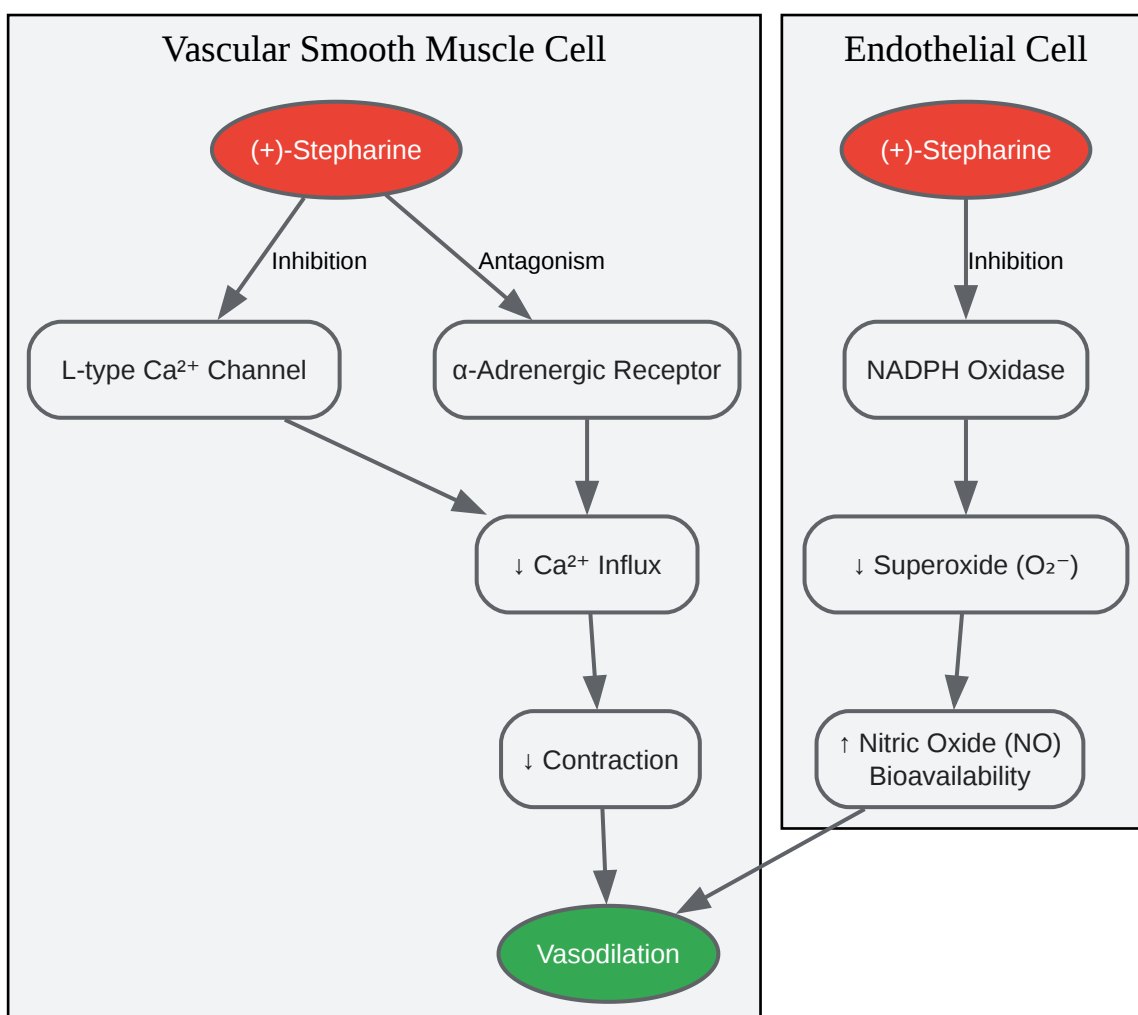 Vascular Smooth Muscle Cell
(+)-Stepharine
Inhibition
Antagonism
L-type Ca²⁺ Channel
α-Adrenergic Receptor
↓ Ca²⁺ Influx
↓ Contraction
Vasodilation
Endothelial Cell
(+)-Stepharine
Inhibition
NADPH Oxidase
↓ Superoxide (O₂⁻)
↑ Nitric Oxide (NO)
Bioavailability